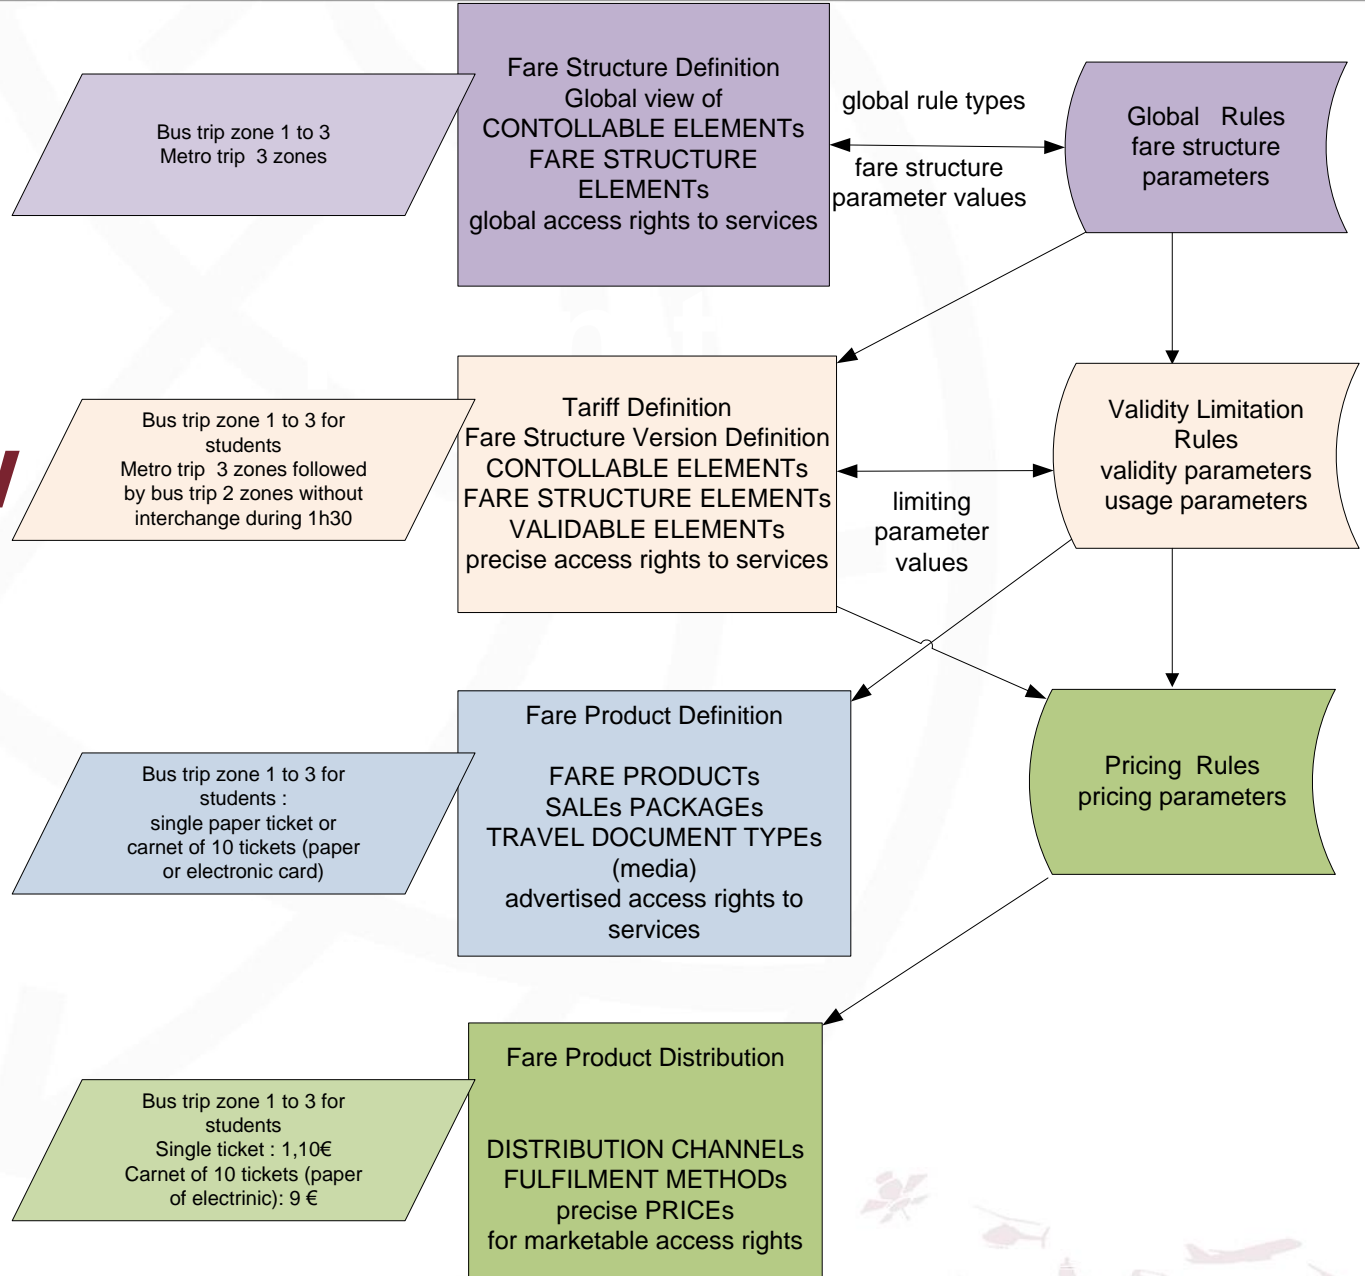 Bus trip zone 1 to 3
Metro trip 3 zones
Fare Structure Definition
Global view of
CONTOLLABLE ELEMENTs
FARE STRUCTURE
ELEMENTs
global access rights to services
global rule types
fare structure
parameter values
Global Rules
fare structure
parameters
Bus trip zone 1 to 3 for
students
Metro trip 3 zones followed
by bus trip 2 zones without
interchange during 1h30
Tariff Definition
Fare Structure Version Definition
CONTOLLABLE ELEMENTs
FARE STRUCTURE ELEMENTs
VALIDABLE ELEMENTs
precise access rights to services
limiting
parameter
values
Validity Limitation
Rules
validity parameters
usage parameters
Bus trip zone 1 to 3 for
students :
single paper ticket or
carnet of 10 tickets (paper
or electronic card)
Fare Product Definition
FARE PRODUCTs
SALEs PACKAGEs
TRAVEL DOCUMENT TYPEs
(media)
advertised access rights to
services
Pricing Rules
pricing parameters
Bus trip zone 1 to 3 for
students
Single ticket : 1,10€
Carnet of 10 tickets (paper
of electrinic): 9 €
Fare Product Distribution
DISTRIBUTION CHANNELs
FULFILMENT METHODs
precise PRICEs
for marketable access rights